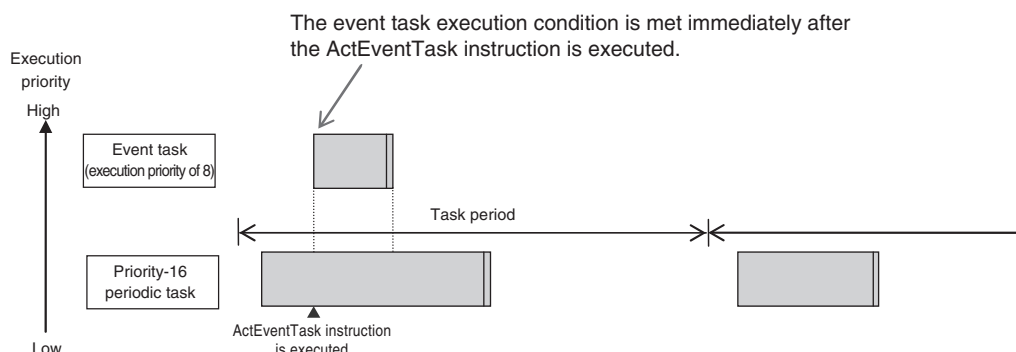 The event task execution condition is met immediately after
the ActEventTask instruction is executed.
Execution
priority
High
Event task
(execution priority of 8)
Task period
Priority-16
periodic task
ActEventTask instruction
is executed
Low